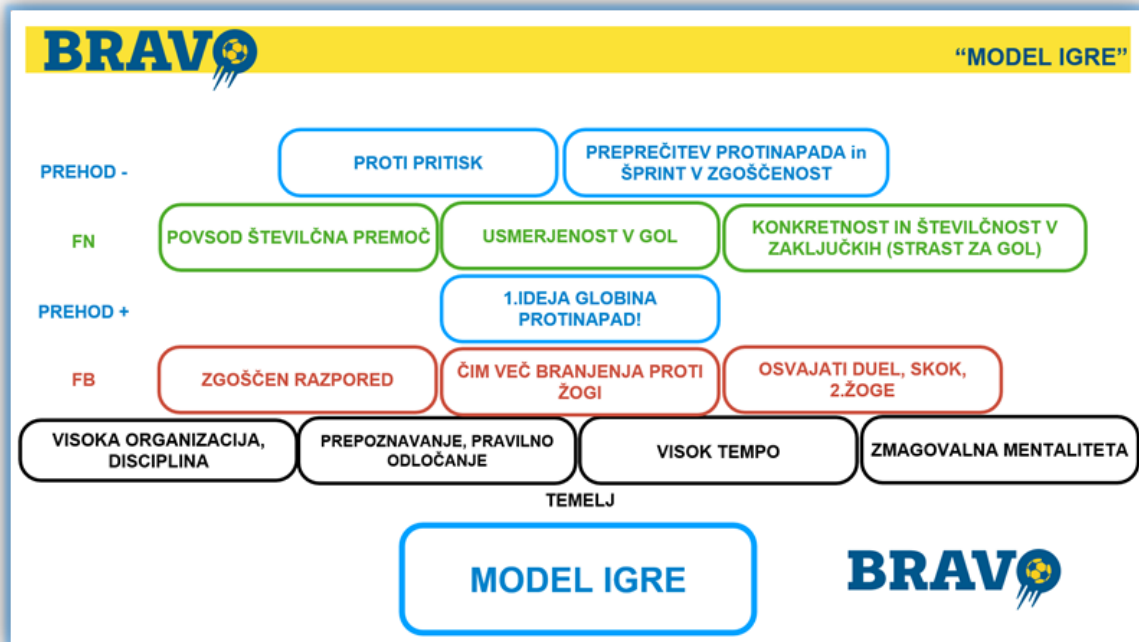 BRAVO
“MODEL IGRE”
PREHOD -
PROTI PRITISK
PREPREČITEV PROTINAPADA in
ŠPRINT V ZGOŠČENOST
FN
POVSOD ŠTEVILČNA PREMOČ
USMERJENOST V GOL
KONKRETNOST IN ŠTEVILČNOST V
ZAKLJUČKIH (STRAST ZA GOL)
PREHOD +
1.IDEJA GLOBINA
PROTINAPAD!
FB
ZGOŠČEN RAZPORED
ČIM VEČ BRANJENJA PROTI
ŽOGI
OSVAJATI DUEL, SKOK,
2.ŽOGE
VISOKA ORGANIZACIJA,
DISCIPLINA
PREPOZNAVANJE, PRAVILNO
ODLOČANJE
VISOK TEMPO
ZMAGOVALNA MENTALITETA
TEMELJ
MODEL IGRE
BRAVO